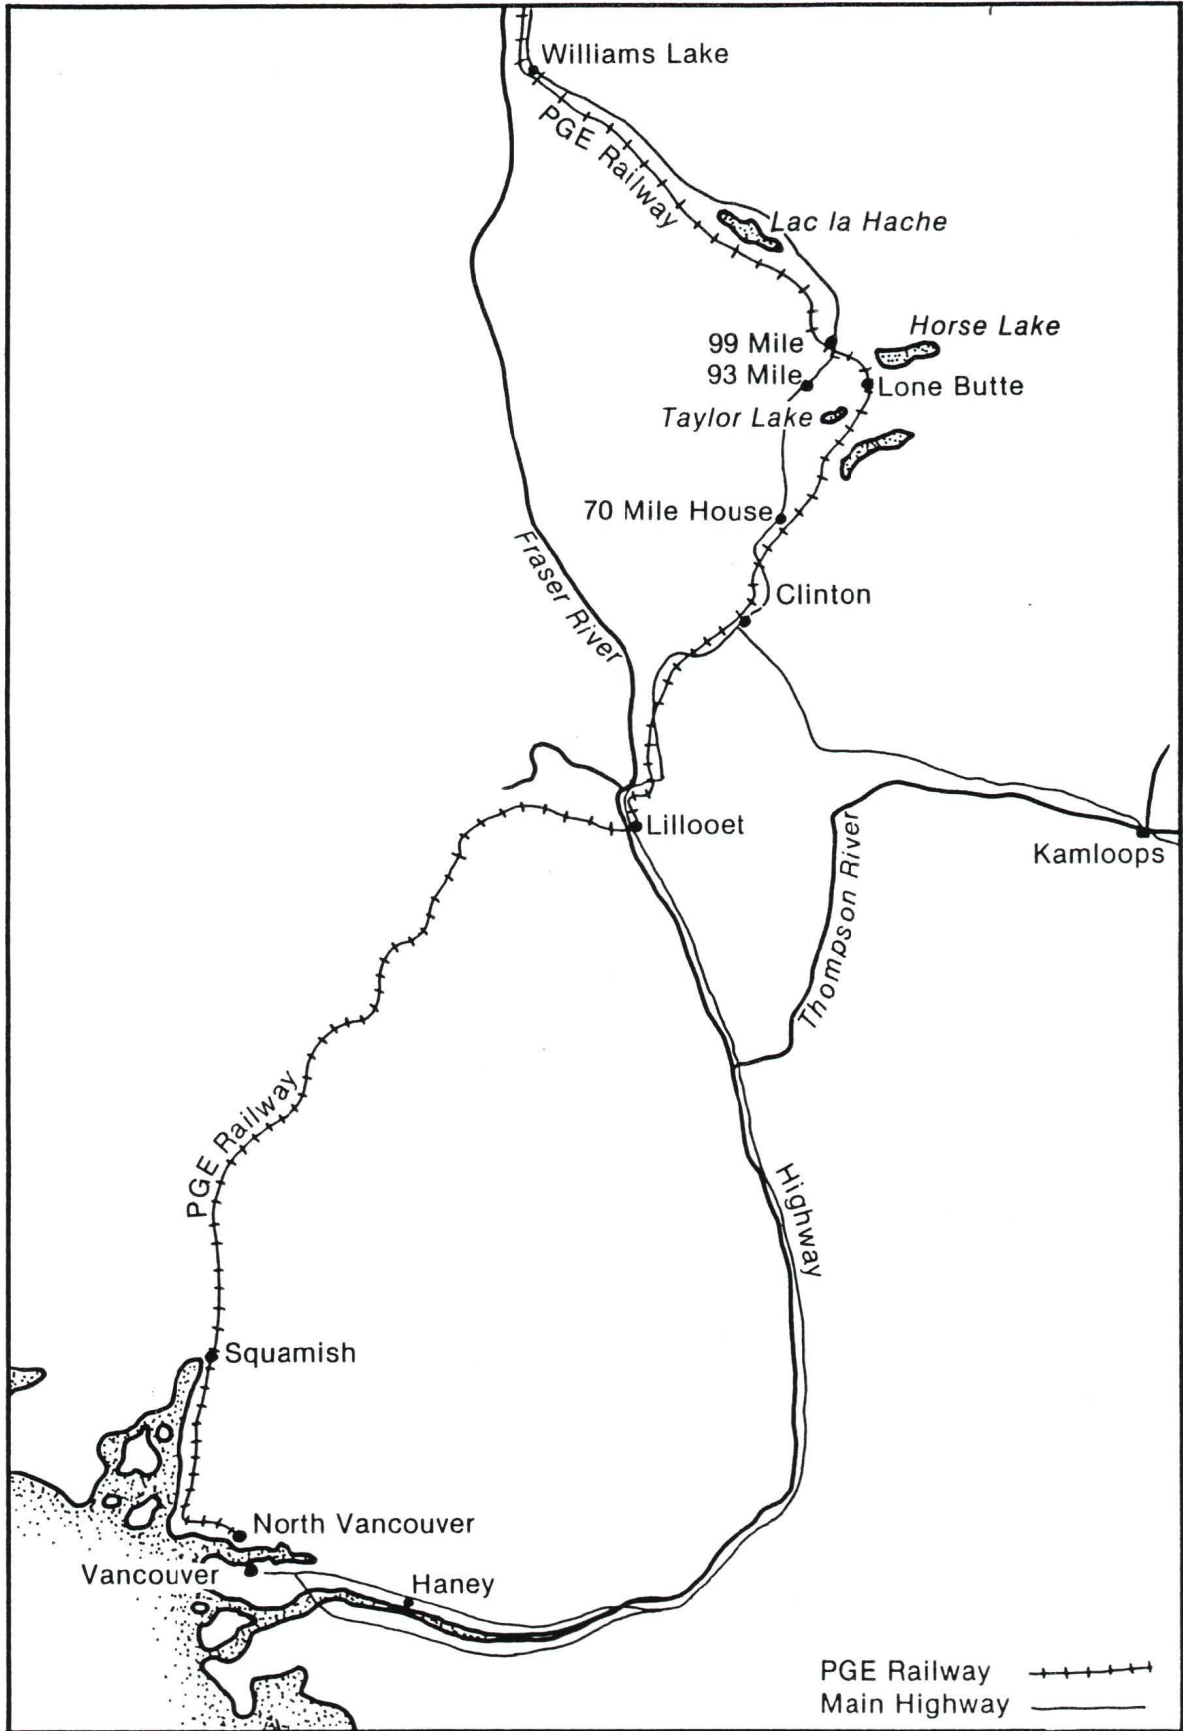 Williams Lake
PGE Railway
Lac la Hache
Horse Lake
99 Mile
93 Mile
Lone Butte
Taylor Lake
70 Mile House
Fraser River
Clinton
Lillooet
Kamloops
Thompson River
PGE Railway
Highway
Squamish
North Vancouver
Vancouver
Haney
PGE Railway
Main Highway